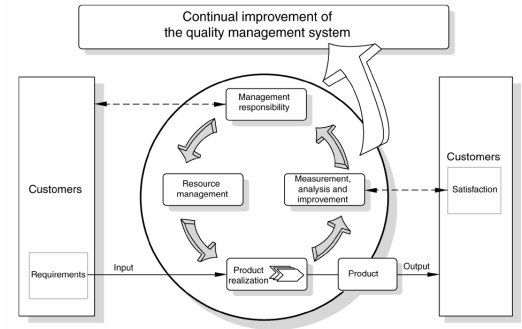 Continual improvement of
the quality management system
Management
responsibility
Customers
Customers
Resource
management
Measurement,
analysis and
improvement
Satisfaction
Requirements
Input
Product
realization
Product
Output